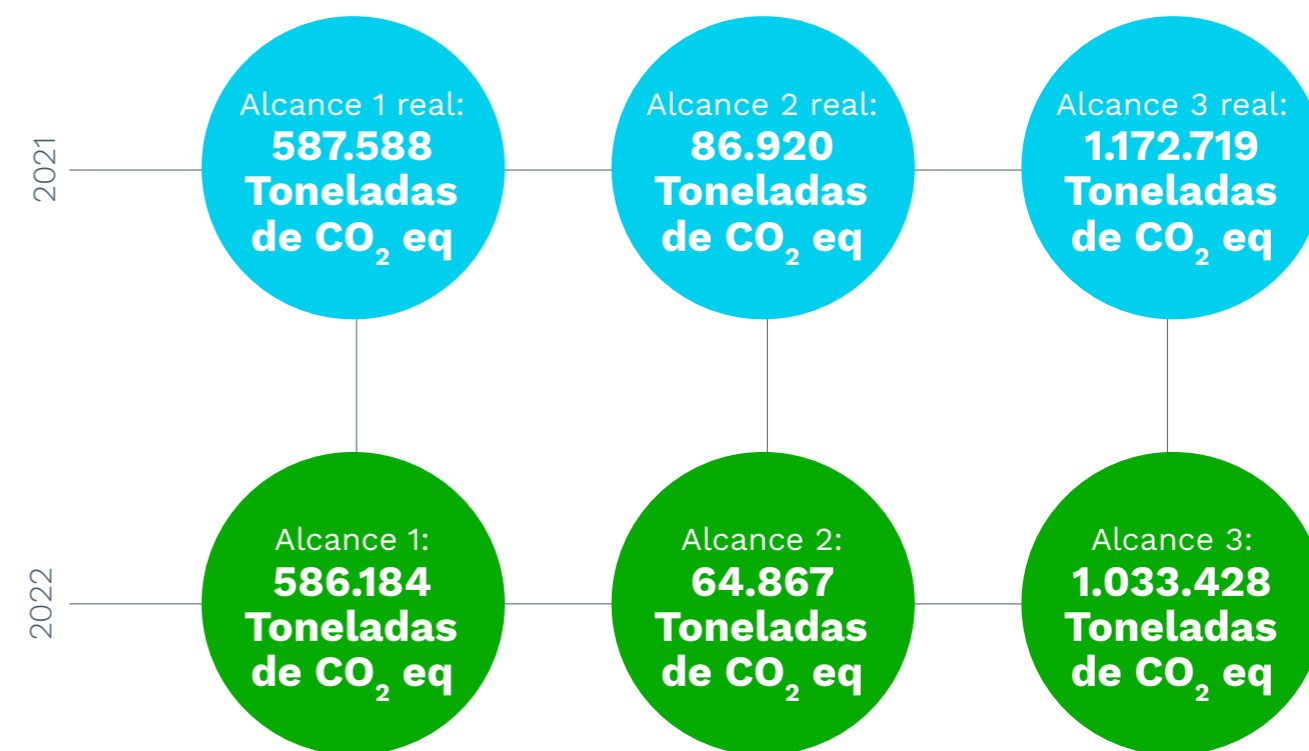 2021
Alcance 1 real:
587.588
Toneladas
de CO₂ eq
Alcance 2 real:
86.920
Toneladas
de CO₂ eq
Alcance 3 real:
1.172.719
Toneladas
de CO₂ eq
2022
Alcance 1:
586.184
Toneladas
de CO₂ eq
Alcance 2:
64.867
Toneladas
de CO₂ eq
Alcance 3:
1.033.428
Toneladas
de CO₂ eq